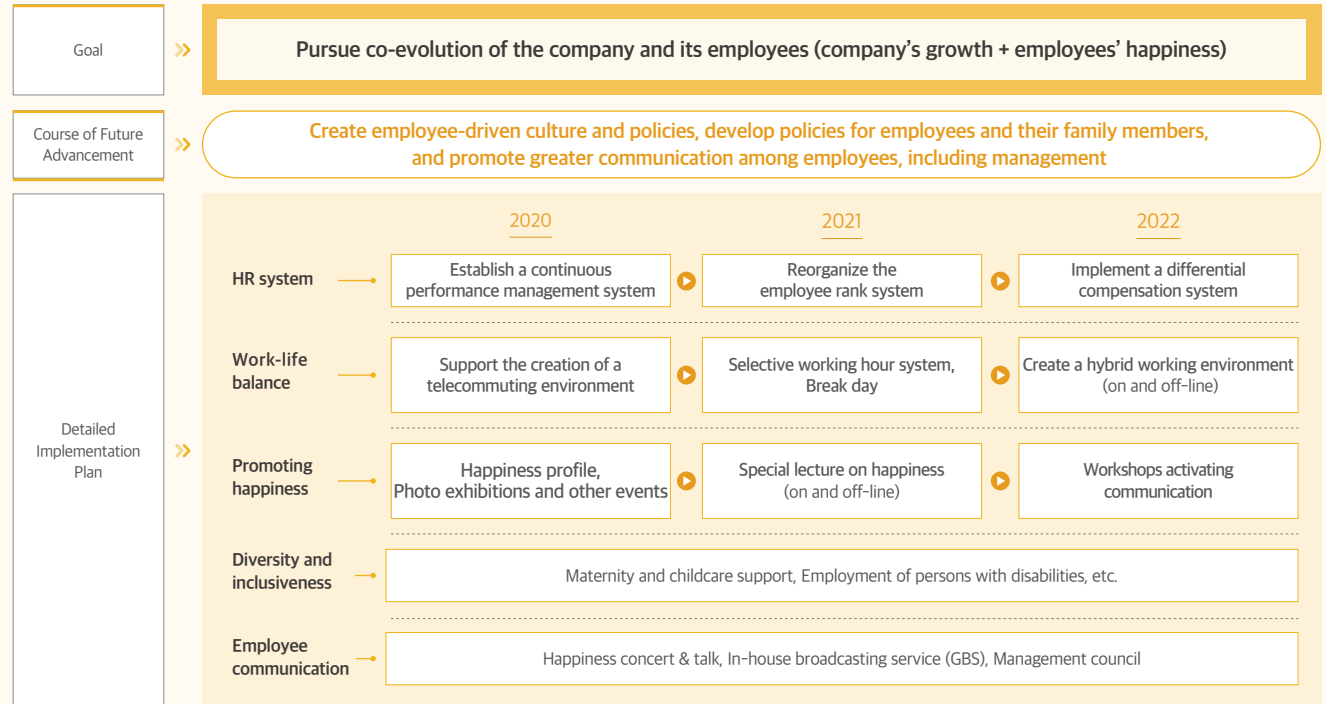 Goal
Pursue co-evolution of the company and its employees (company's growth + employees' happiness)
Course of Future
Advancement
Create employee-driven culture and policies, develop policies for employees and their family members,
and promote greater communication among employees, including management
Detailed
Implementation
Plan
2020
2021
2022
HR system
Establish a continuous
performance management system
Reorganize the
employee rank system
Implement a differential
compensation system
Work-life
balance
Support the creation of a
telecommuting environment
Selective working hour system,
Break day
Create a hybrid working environment
(on and off-line)
Promoting
happiness
Happiness profile,
Photo exhibitions and other events
Special lecture on happiness
(on and off-line)
Workshops activating
communication
Diversity and
inclusiveness
Maternity and childcare support, Employment of persons with disabilities, etc.
Employee
communication
Happiness concert & talk, In-house broadcasting service (GBS), Management council